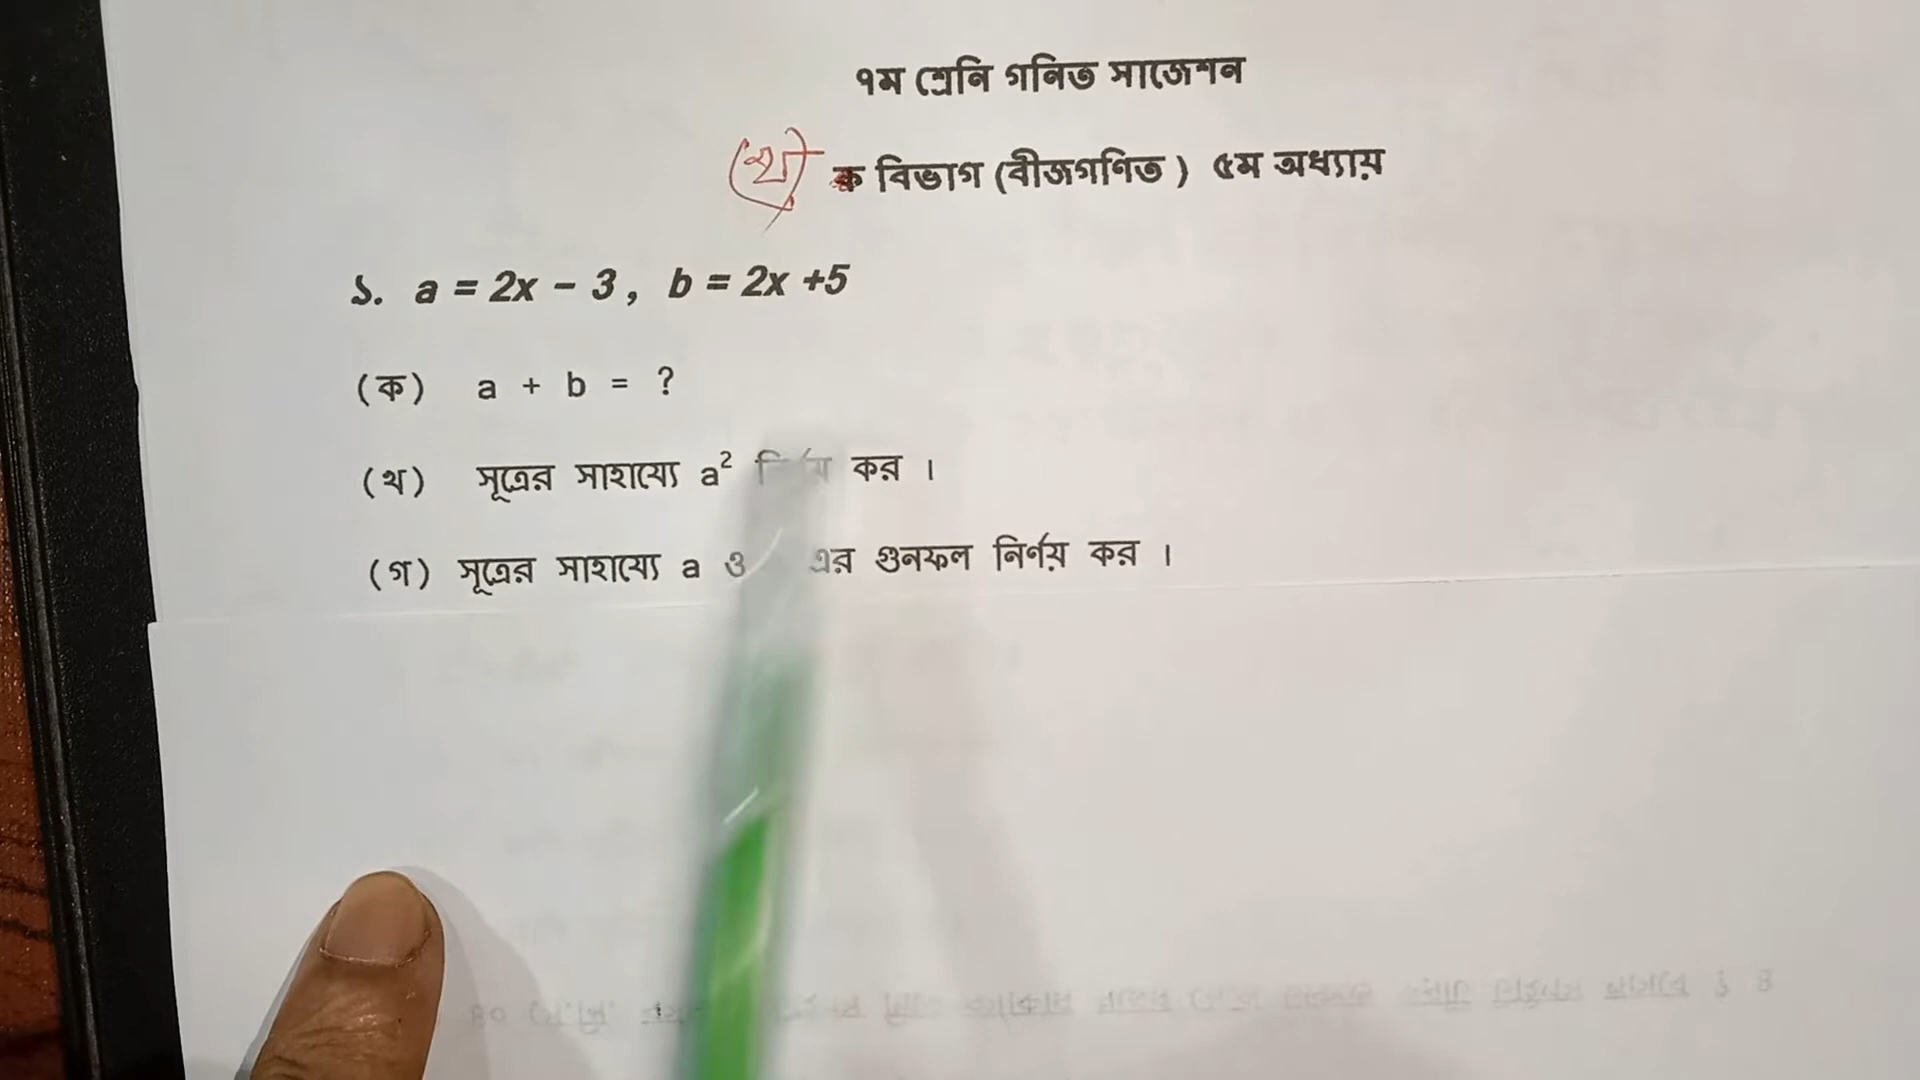 ৭ম শ্রেনি গনিত সাজেশন
(খ) ক বিভাগ (বীজগণিত ) ৫ম অধ্যায়
১. a = 2x – 3 , b = 2x +5
(ক) a + b = ?
(খ) সূত্রের সাহায্যে a² কর ।
(গ) সূত্রের সাহায্যে a ও এর গুনফল নির্ণয় কর ।